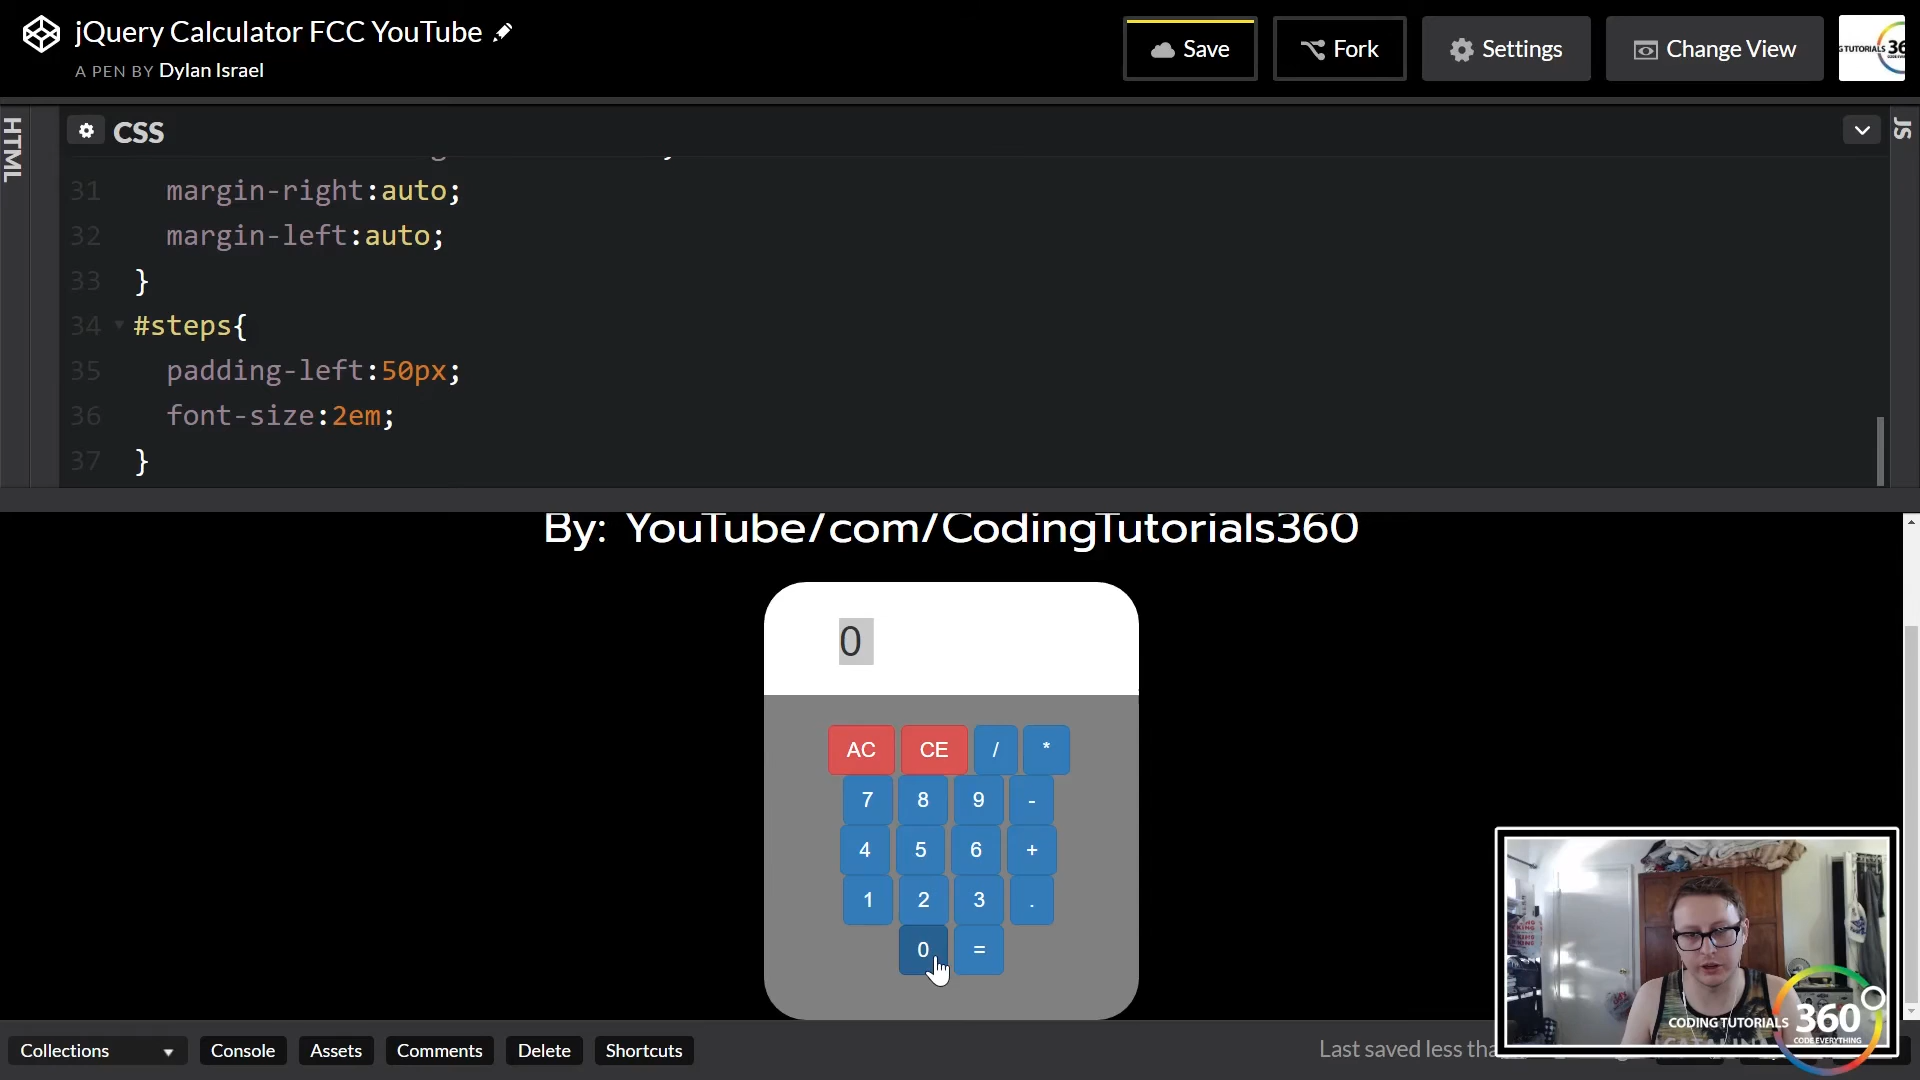 jQuery Calculator FCC YouTube
A PEN BY Dylan Israel
Save
Fork
Settings
Change View
HTML
CSS
JS
31 margin-right:auto;
32 margin-left:auto;
33 }
34 #steps{
35 padding-left:50px;
36 font-size:2em;
37 }
By: YouTube/com/CodingTutorials360
0
AC CE / *
7 8 9 -
4 5 6 +
1 2 3 .
0 =
CODING TUTORIALS 360
CODE EVERYTHING
Collections
Console
Assets
Comments
Delete
Shortcuts
Last saved less